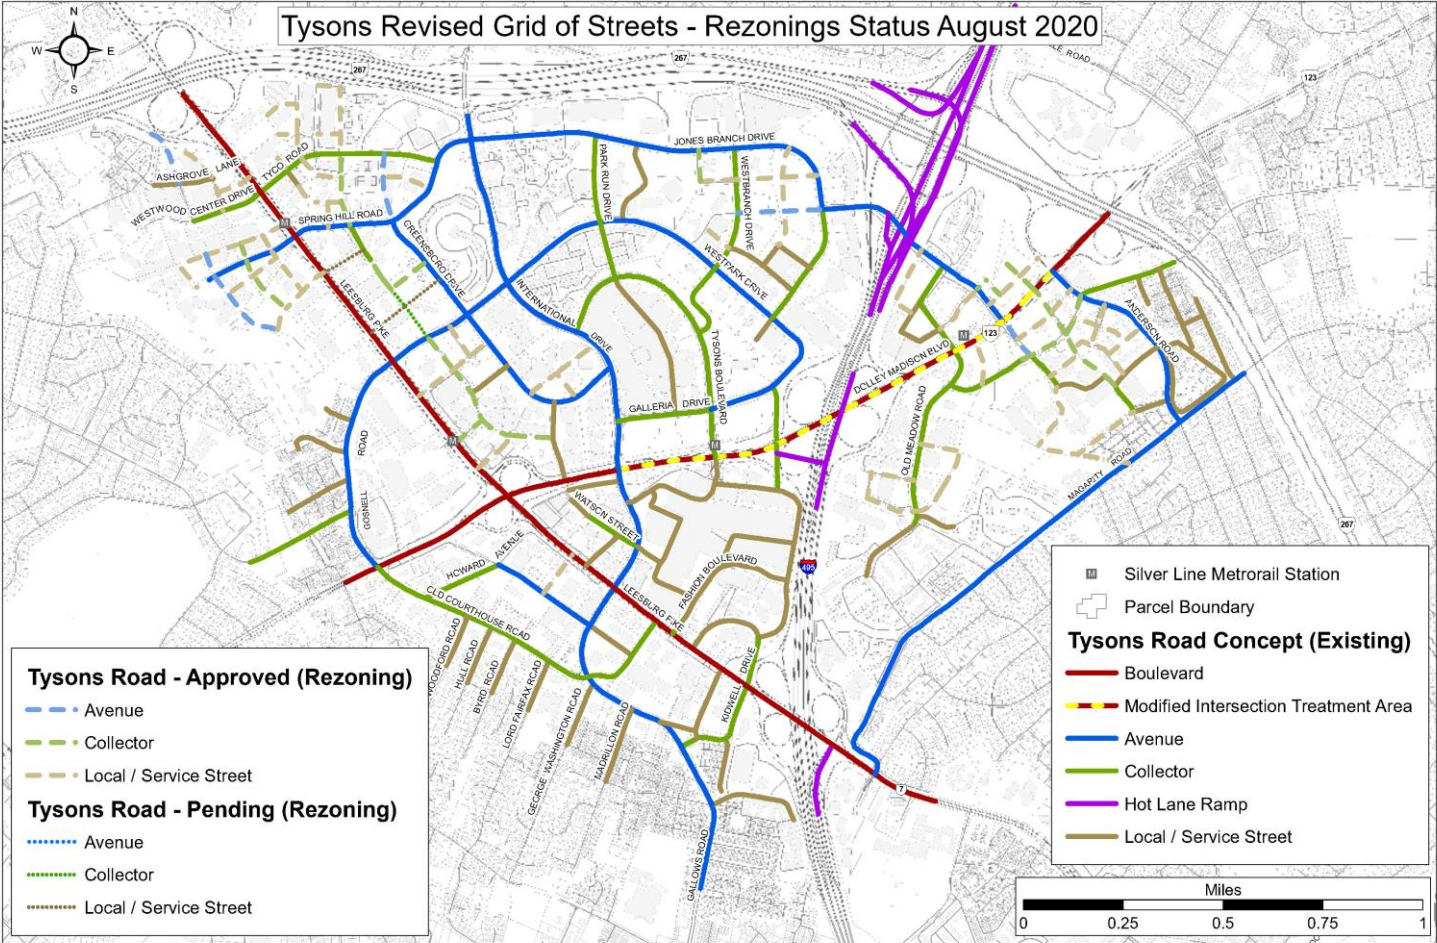 Tysons Revised Grid of Streets - Rezonings Status August 2020
N
W
E
S
267
267
123
LE ROAD
JONES BRANCH DRIVE
ASHGROVE LANE
TYCO ROAD
WESTWOOD CENTER DRIVE
SPRING HILL ROAD
M
PARK RUN DRIVE
WESTBRANCH DRIVE
GREENSBORO DRIVE
WESTPARK DRIVE
INTERNATIONAL DRIVE
LEESBURG PIKE
TYSONS BOULEVARD
ANDERSON ROAD
M
123
DOLLEY MADISON BLVD
GALLERIA DRIVE
OLD MEADOW ROAD
M
M
GOSNELL ROAD
MAGARITY ROAD
WATSON STREET
267
HOWARD AVENUE
FASHION BOULEVARD
495
LEESBURG PIKE
OLD COURTHOUSE ROAD
WOODFORD ROAD
HULL ROAD
BYRD ROAD
LORD FAIRFAX ROAD
GEORGE WASHINGTON ROAD
MADRILLON ROAD
KIDWELL DRIVE
7
GALLOWS ROAD
Tysons Road - Approved (Rezoning)
Avenue
Collector
Local / Service Street
Tysons Road - Pending (Rezoning)
Avenue
Collector
Local / Service Street
M Silver Line Metrorail Station
Parcel Boundary
Tysons Road Concept (Existing)
Boulevard
Modified Intersection Treatment Area
Avenue
Collector
Hot Lane Ramp
Local / Service Street
Miles
0 0.25 0.5 0.75 1